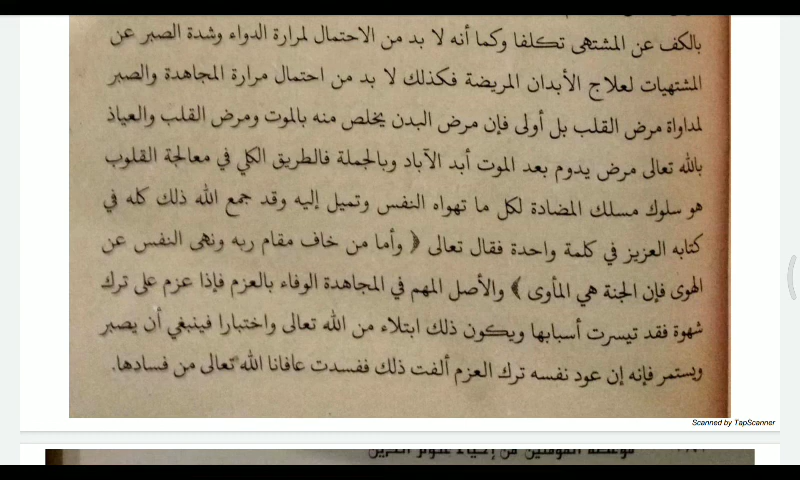 بالكف عن المشتهى تكلفا وكما أنه لا بد من الاحتمال لمرارة الدواء وشدة الصبر عن
المشتهيات لعلاج الأبدان المريضة فكذلك لا بد من احتمال مرارة المجاهدة والصبر
لمداواة مرض القلب بل أولى فإن مرض البدن يخلص منه بالموت ومرض القلب والعياذ
بالله تعالى مرض يدوم بعد الموت أبد الآباد وبالجملة فالطريق الكلي في معالجة القلوب
هو سلوك مسلك المضادة لكل ما تهواه النفس وتميل إليه وقد جمع الله ذلك كله في
كتابه العزيز في كلمة واحدة فقال تعالى ﴿ وأما من خاف مقام ربه ونهى النفس عن
الهوى فإن الجنة هي المأوى ﴾ والأصل المهم في المجاهدة الوفاء بالعزم فإذا عزم على ترك
شهوة فقد تيسرت أسبابها ويكون ذلك ابتلاء من الله تعالى واختبارا فينبغي أن يصبر
ويستمر فإنه إن عود نفسه ترك العزم ألفت ذلك ففسدت عافانا الله تعالى من فسادها.
Scanned by TapScanner
موعظة المؤمنين من إحياء علوم الدين